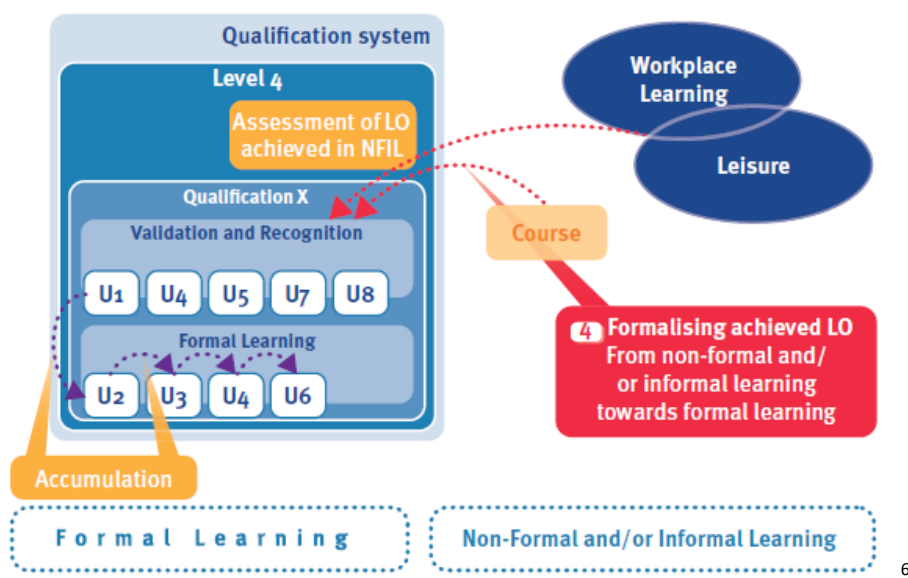 Qualification system
Level 4
Assessment of LO
achieved in NFIL
Workplace
Learning
Leisure
Qualification X
Validation and Recognition
Course
U1 U4 U5 U7 U8
4 Formalising achieved LO
From non-formal and/
or informal learning
towards formal learning
Formal Learning
U2 U3 U4 U6
Accumulation
Formal Learning
Non-Formal and/or Informal Learning
6